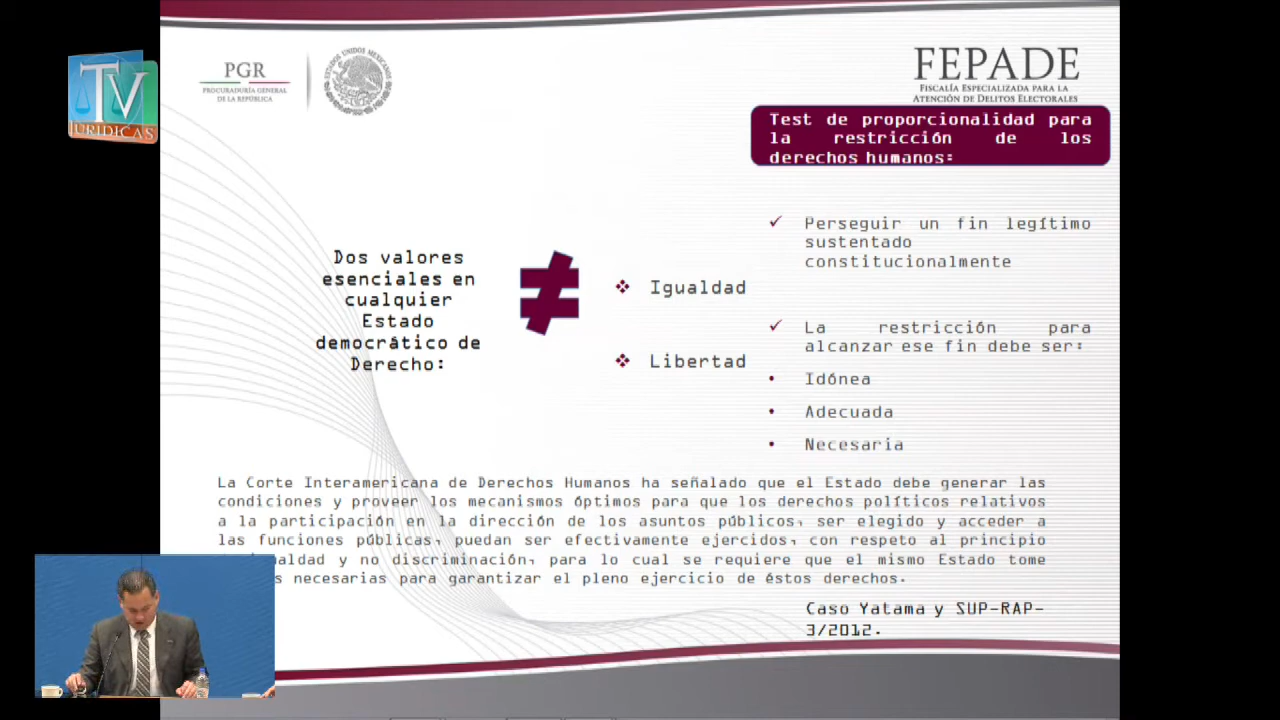 TV
JURIDICAS
PGR
PROCURADURÍA GENERAL
DE LA REPÚBLICA
ESTADOS UNIDOS MEXICANOS
FEPADE
FISCALÍA ESPECIALIZADA PARA LA
ATENCIÓN DE DELITOS ELECTORALES
Test de proporcionalidad para
la restricción de los
derechos humanos:
Dos valores
esenciales en
cualquier
Estado
democrático de
Derecho:
≠
❖ Igualdad
❖ Libertad
✓ Perseguir un fin legítimo
sustentado
constitucionalmente
✓ La restricción para
alcanzar ese fin debe ser:
• Idónea
• Adecuada
• Necesaria
La Corte Interamericana de Derechos Humanos ha señalado que el Estado debe generar las
condiciones y proveer los mecanismos óptimos para que los derechos políticos relativos
a la participación en la dirección de los asuntos públicos, ser elegido y acceder a
las funciones públicas, puedan ser efectivamente ejercidos, con respeto al principio
y no discriminación, para lo cual se requiere que el mismo Estado tome
necesarias para garantizar el pleno ejercicio de éstos derechos.
Caso Yatama y SUP-RAP-
3/2012.